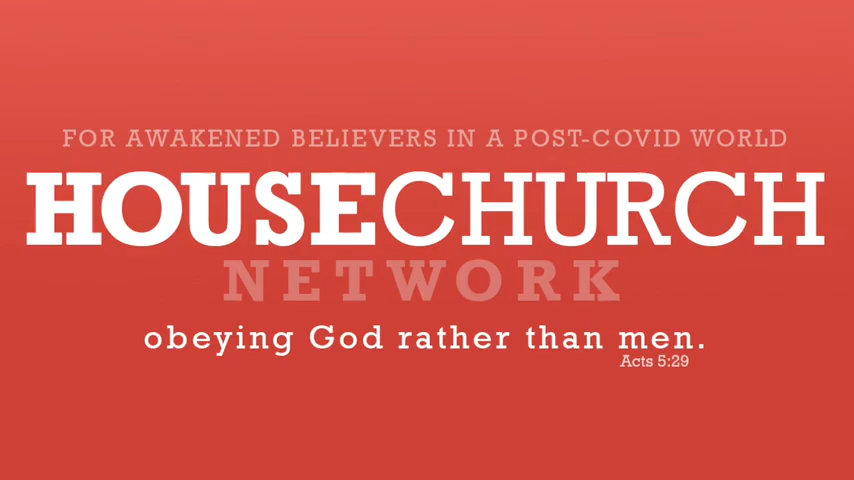 FOR AWAKENED BELIEVERS IN A POST-COVID WORLD
HOUSECHURCH
NETWORK
obeying God rather than men.
Acts 5:29